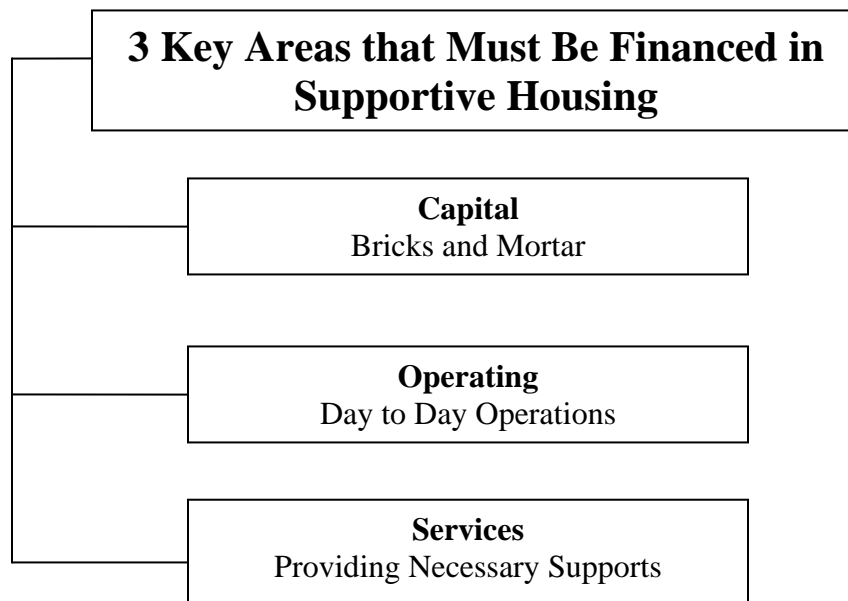 3 Key Areas that Must Be Financed in
Supportive Housing
Capital
Bricks and Mortar
Operating
Day to Day Operations
Services
Providing Necessary Supports